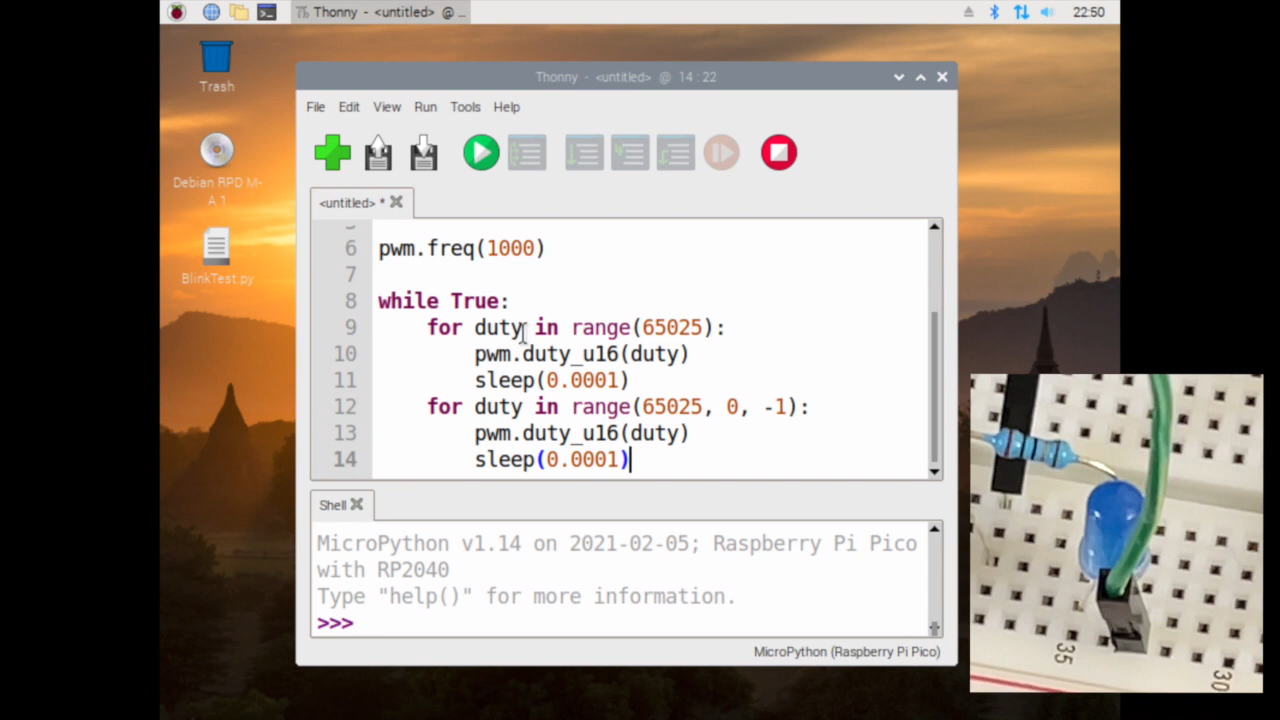 Thonny - <untitled> @ ...
22:50
Trash
Debian RPD M-
A 1
BlinkTest.py
Thonny - <untitled> @ 14 : 22
File Edit View Run Tools Help
<untitled> *
6 pwm.freq(1000)
7
8 while True:
9     for duty in range(65025):
10         pwm.duty_u16(duty)
11         sleep(0.0001)
12     for duty in range(65025, 0, -1):
13         pwm.duty_u16(duty)
14         sleep(0.0001)
Shell
MicroPython v1.14 on 2021-02-05; Raspberry Pi Pico
with RP2040
Type "help()" for more information.
>>>
MicroPython (Raspberry Pi Pico)
35
30